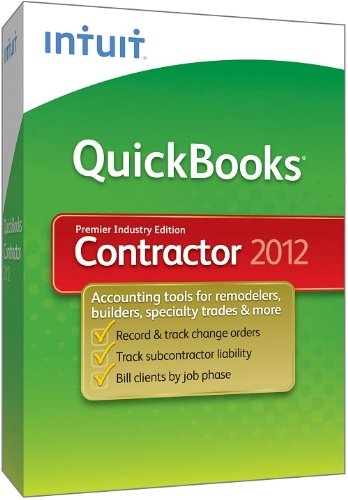 INTUIT
QuickBooks®
Premier Industry Edition
Contractor 2012
Accounting tools for remodelers,
builders, specialty trades & more
Record & track change orders
Track subcontractor liability
Bill clients by job phase
INTUIT
QuickBooks
Contractor
2012